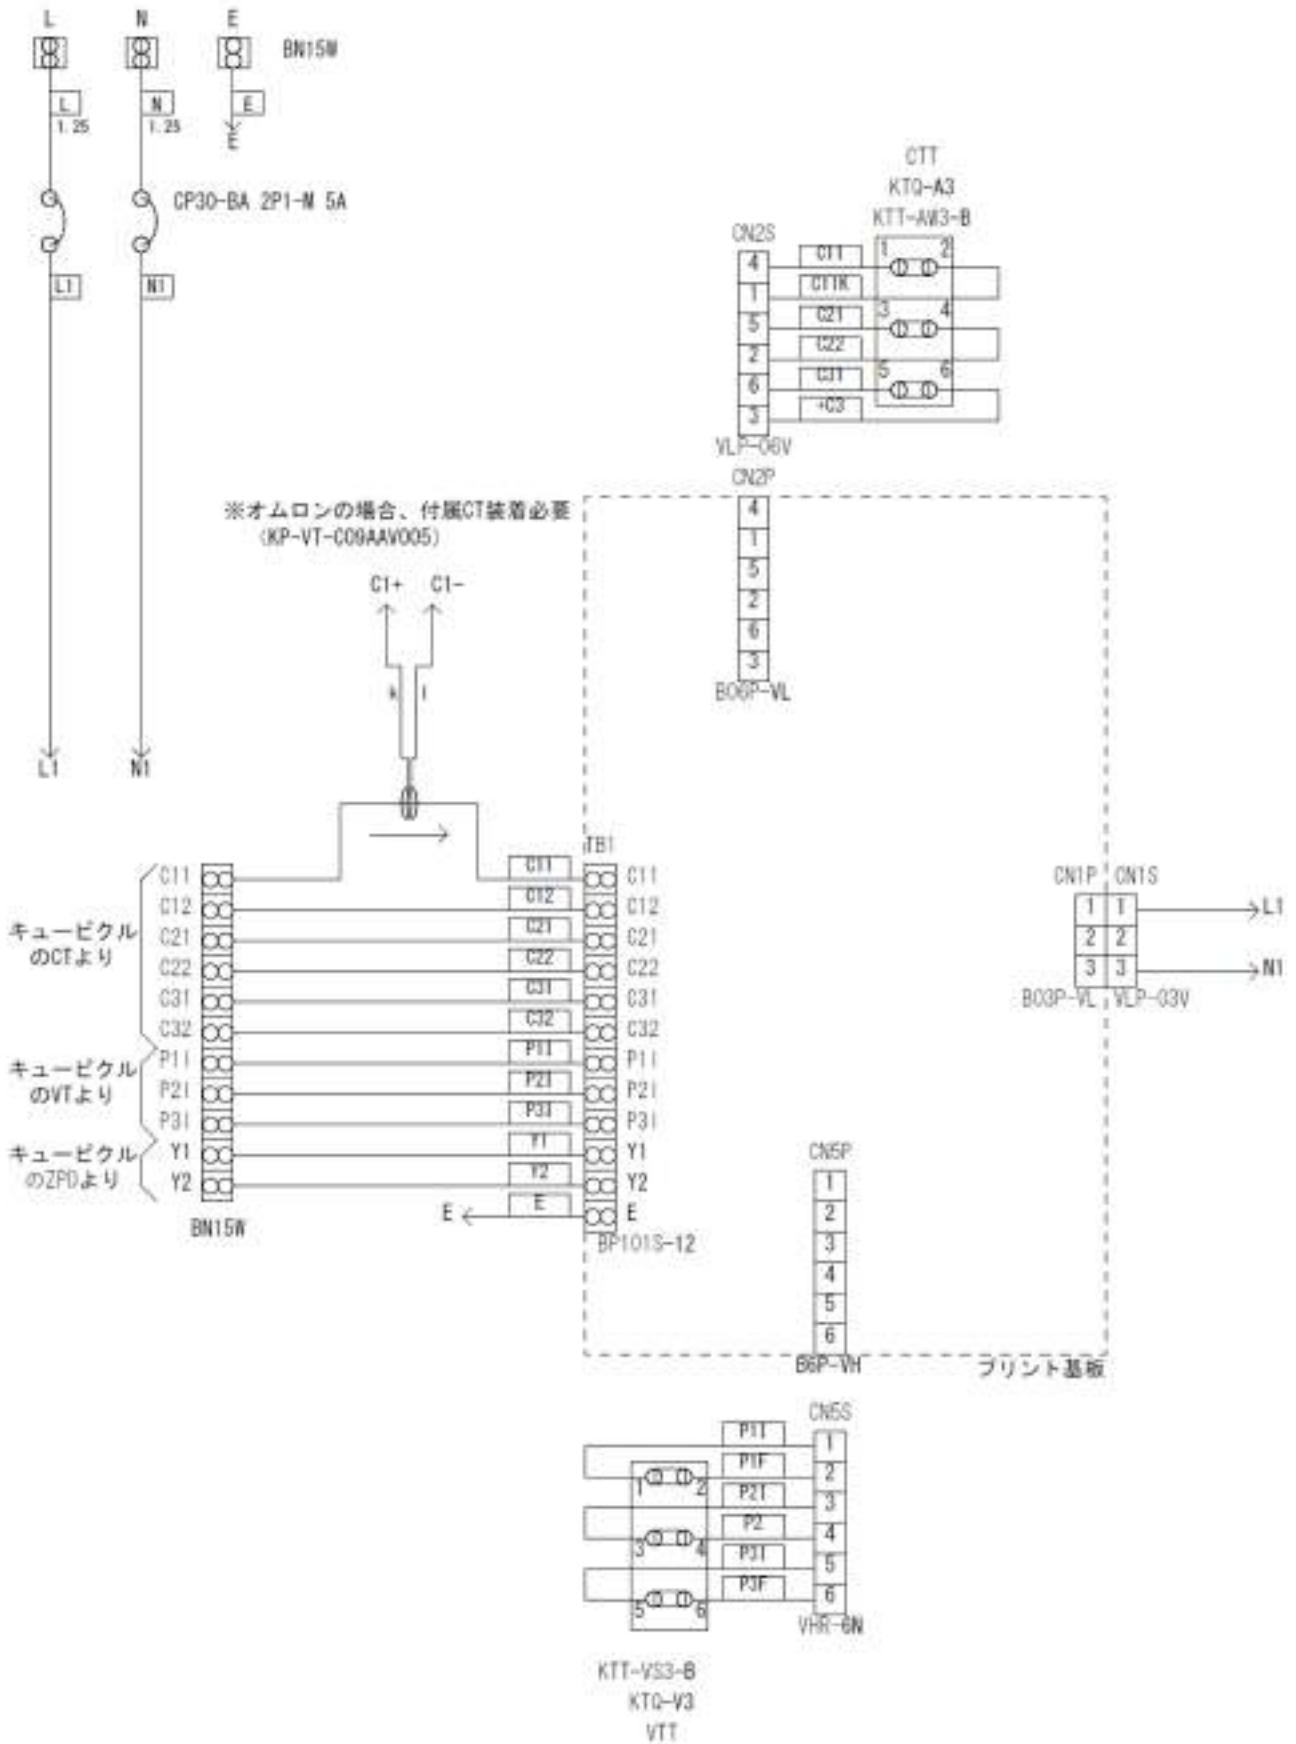 L N E
BN15W
L N E
1.25 1.25
E
CP30-BA 2P1-M 5A
L1 N1
L1 N1
CTT
KTQ-A3
KTT-AW3-B
CN2S
4 C11 1 2
1 C11K
5 C21 3 4
2 C22
6 C31 5 6
3 +C3
VLP-06V
CN2P
4
1
5
2
6
3
B06P-VL
※オムロンの場合、付属CT装着必要
(KP-VT-C09AAV005)
C1+ C1-
k l
TB1
キュービクル
のCTより
キュービクル
のVTより
キュービクル
のZPDより
C11 C11 C11
C12 C12 C12
C21 C21 C21
C22 C22 C22
C31 C31 C31
C32 C32 C32
P11 P11 P11
P21 P21 P21
P31 P31 P31
Y1 Y1 Y1
Y2 Y2 Y2
E E E
BN15W
BP101S-12
CN1P CN1S
1 1 L1
2 2
3 3 N1
B03P-VL VLP-03V
CN5P
1
2
3
4
5
6
B6P-VH
プリント基板
CN5S
P11 1
1 2 P1F 2
P21 3
3 4 P2 4
P31 5
5 6 P3F 6
VHR-6N
KTT-VS3-B
KTQ-V3
VTT